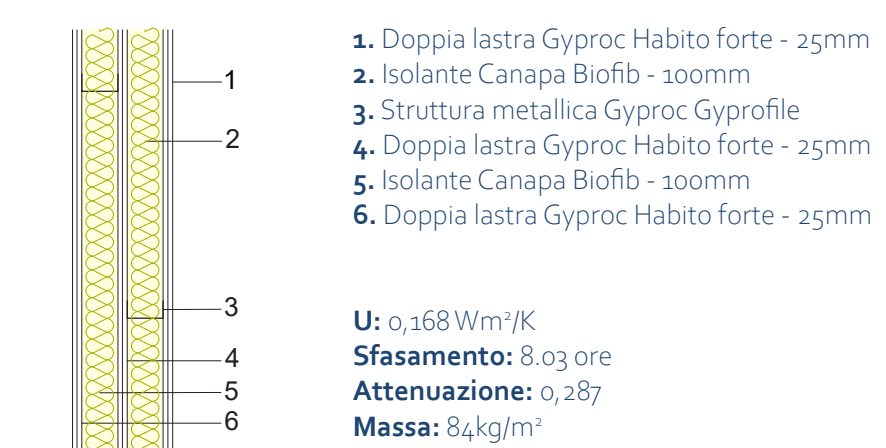 1. Doppia lastra Gyproc Habito forte - 25mm
2. Isolante Canapa Biofib - 100mm
3. Struttura metallica Gyproc Gyprofile
4. Doppia lastra Gyproc Habito forte - 25mm
5. Isolante Canapa Biofib - 100mm
6. Doppia lastra Gyproc Habito forte - 25mm
U: 0,168 Wm²/K
Sfasamento: 8.03 ore
Attenuazione: 0,287
Massa: 84kg/m²
1
2
3
4
5
6